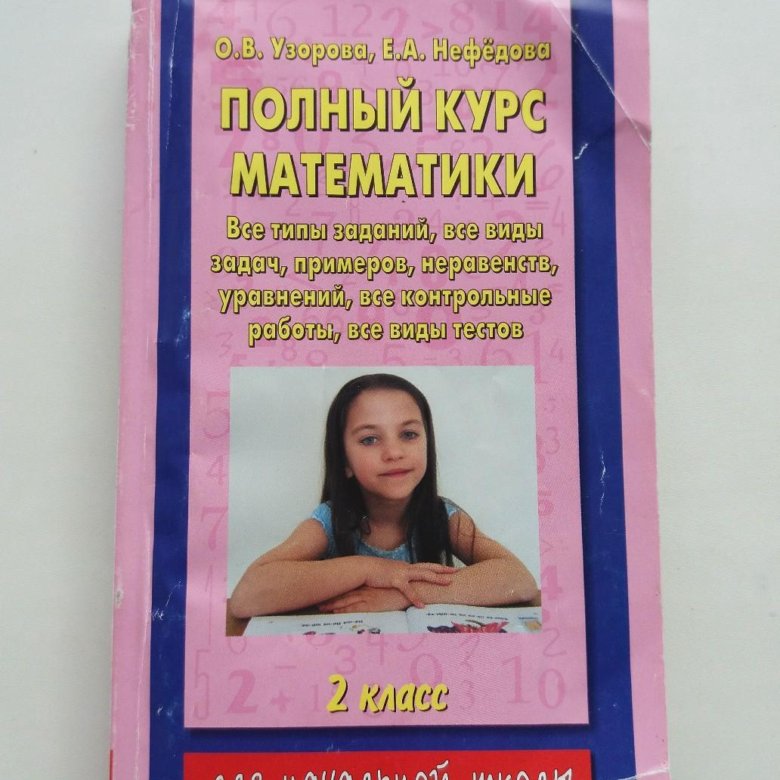 О.В. Узорова, Е.А. Нефёдова
ПОЛНЫЙ КУРС
МАТЕМАТИКИ
Все типы заданий, все виды
задач, примеров, неравенств,
уравнений, все контрольные
работы, все виды тестов
2 класс